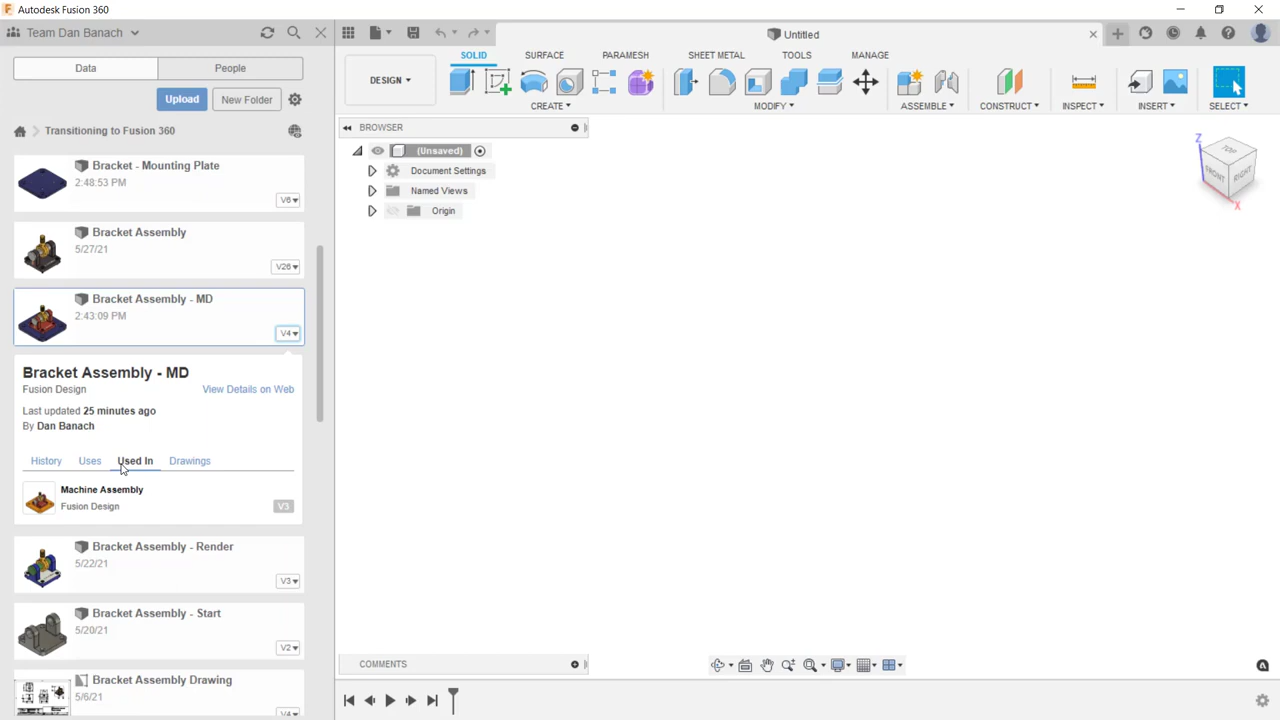 Autodesk Fusion 360
Team Dan Banach
Untitled
Data
People
Upload
New Folder
Transitioning to Fusion 360
Bracket - Mounting Plate
2:48:53 PM
V6
Bracket Assembly
5/27/21
V26
Bracket Assembly - MD
2:43:09 PM
V4
Bracket Assembly - MD
Fusion Design
View Details on Web
Last updated 25 minutes ago
By Dan Banach
History Uses Used In Drawings
Machine Assembly
Fusion Design
V3
Bracket Assembly - Render
5/22/21
V3
Bracket Assembly - Start
5/20/21
V2
Bracket Assembly Drawing
5/6/21
V4
SOLID SURFACE PARAMESH SHEET METAL TOOLS MANAGE
DESIGN
CREATE MODIFY ASSEMBLE CONSTRUCT INSPECT INSERT SELECT
BROWSER
(Unsaved)
Document Settings
Named Views
Origin
Z
TOP
FRONT
RIGHT
X
COMMENTS